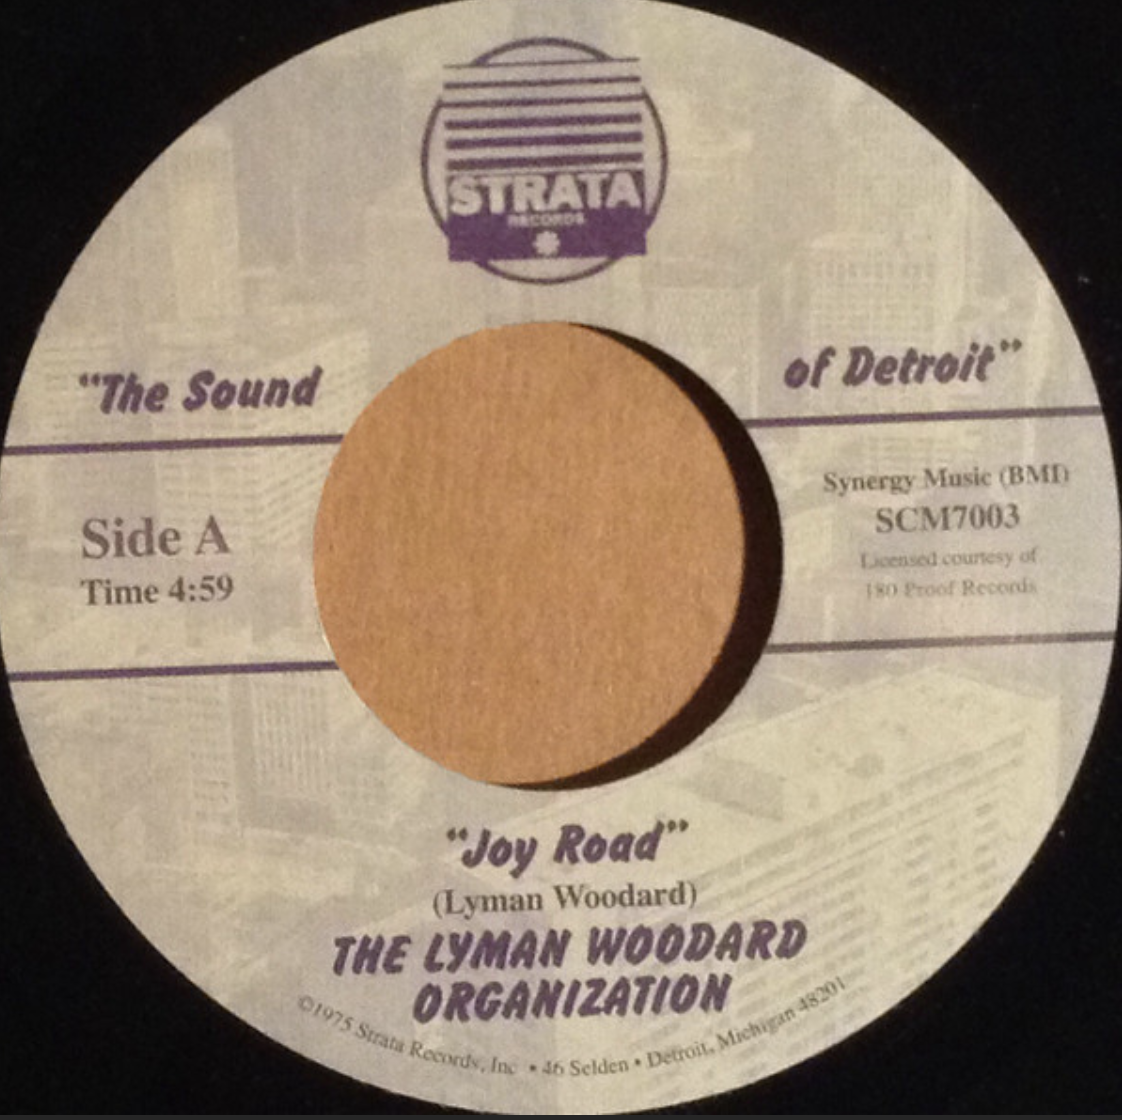 STRATA
RECORDS
"The Sound of Detroit"
Side A
Time 4:59
Synergy Music (BMI)
SCM7003
Licensed courtesy of
180 Proof Records
"Joy Road"
(Lyman Woodard)
THE LYMAN WOODARD
ORGANIZATION
©1975 Strata Records, Inc • 46 Selden • Detroit, Michigan 48201